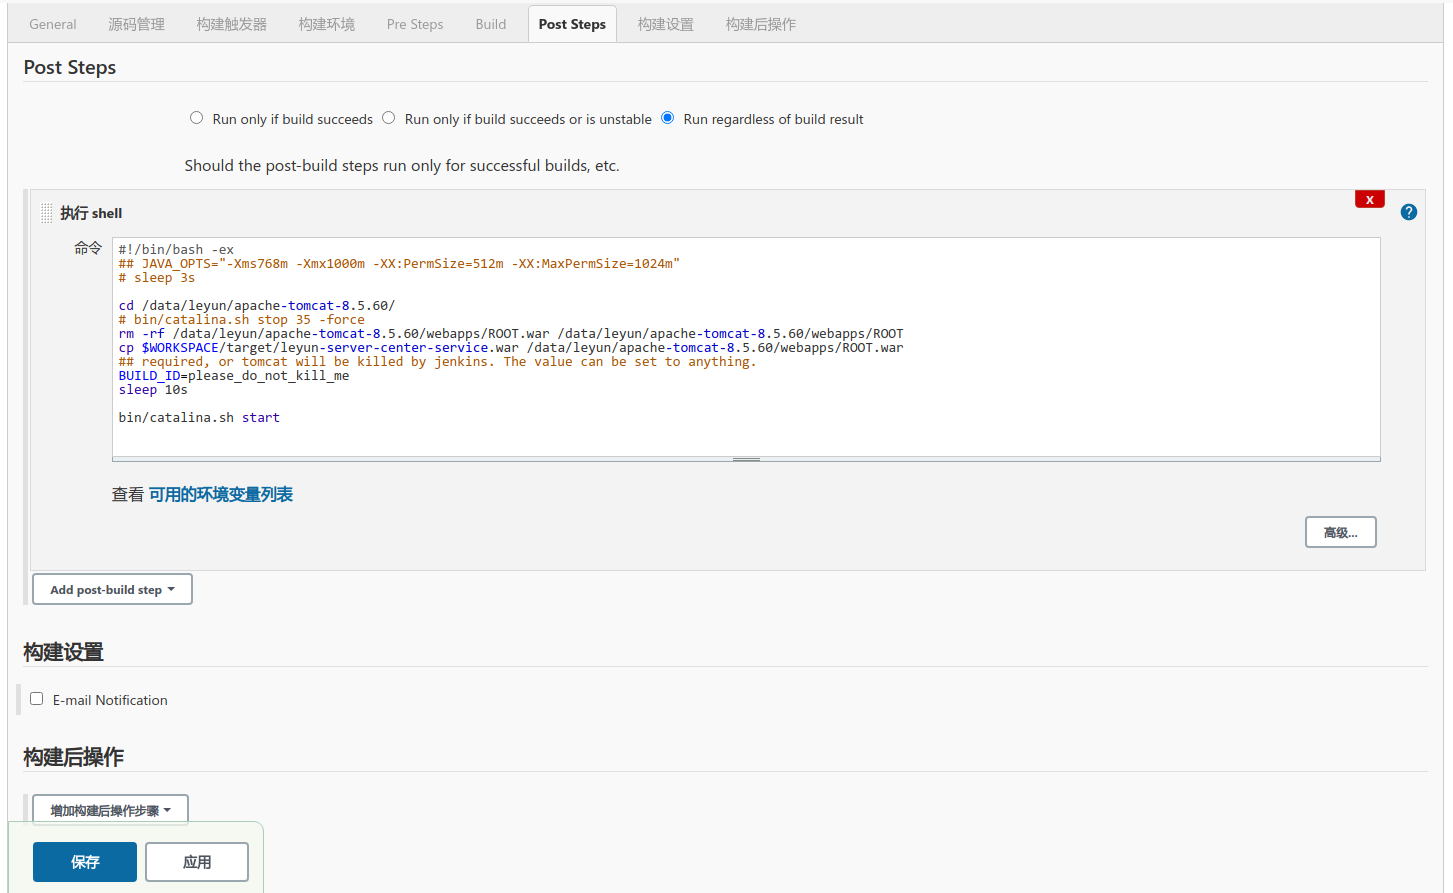 General 源码管理 构建触发器 构建环境 Pre Steps Build Post Steps 构建设置 构建后操作
Post Steps
Run only if build succeeds Run only if build succeeds or is unstable Run regardless of build result
Should the post-build steps run only for successful builds, etc.
X
执行 shell
?
命令
#!/bin/bash -ex
## JAVA_OPTS="-Xms768m -Xmx1000m -XX:PermSize=512m -XX:MaxPermSize=1024m"
# sleep 3s
cd /data/leyun/apache-tomcat-8.5.60/
# bin/catalina.sh stop 35 -force
rm -rf /data/leyun/apache-tomcat-8.5.60/webapps/ROOT.war /data/leyun/apache-tomcat-8.5.60/webapps/ROOT
cp $WORKSPACE/target/leyun-server-center-service.war /data/leyun/apache-tomcat-8.5.60/webapps/ROOT.war
## required, or tomcat will be killed by jenkins. The value can be set to anything.
BUILD_ID=please_do_not_kill_me
sleep 10s
bin/catalina.sh start
查看 可用的环境变量列表
高级...
Add post-build step
构建设置
E-mail Notification
构建后操作
增加构建后操作步骤
保存 应用